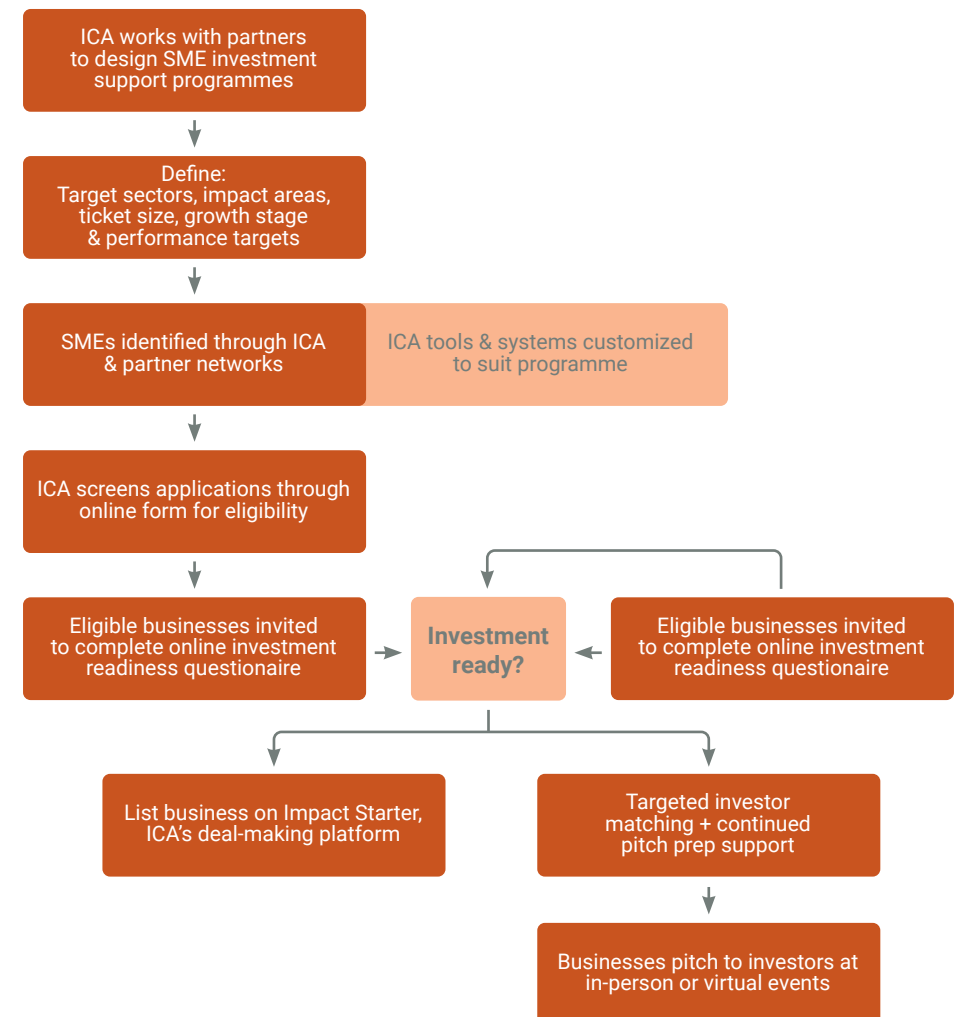 ICA works with partners
to design SME investment
support programmes
Define:
Target sectors, impact areas,
ticket size, growth stage
& performance targets
SMEs identified through ICA
& partner networks
ICA tools & systems customized
to suit programme
ICA screens applications through
online form for eligibility
Eligible businesses invited
to complete online investment
readiness questionaire
Investment
ready?
Eligible businesses invited
to complete online investment
readiness questionaire
List business on Impact Starter,
ICA's deal-making platform
Targeted investor
matching + continued
pitch prep support
Businesses pitch to investors at
in-person or virtual events